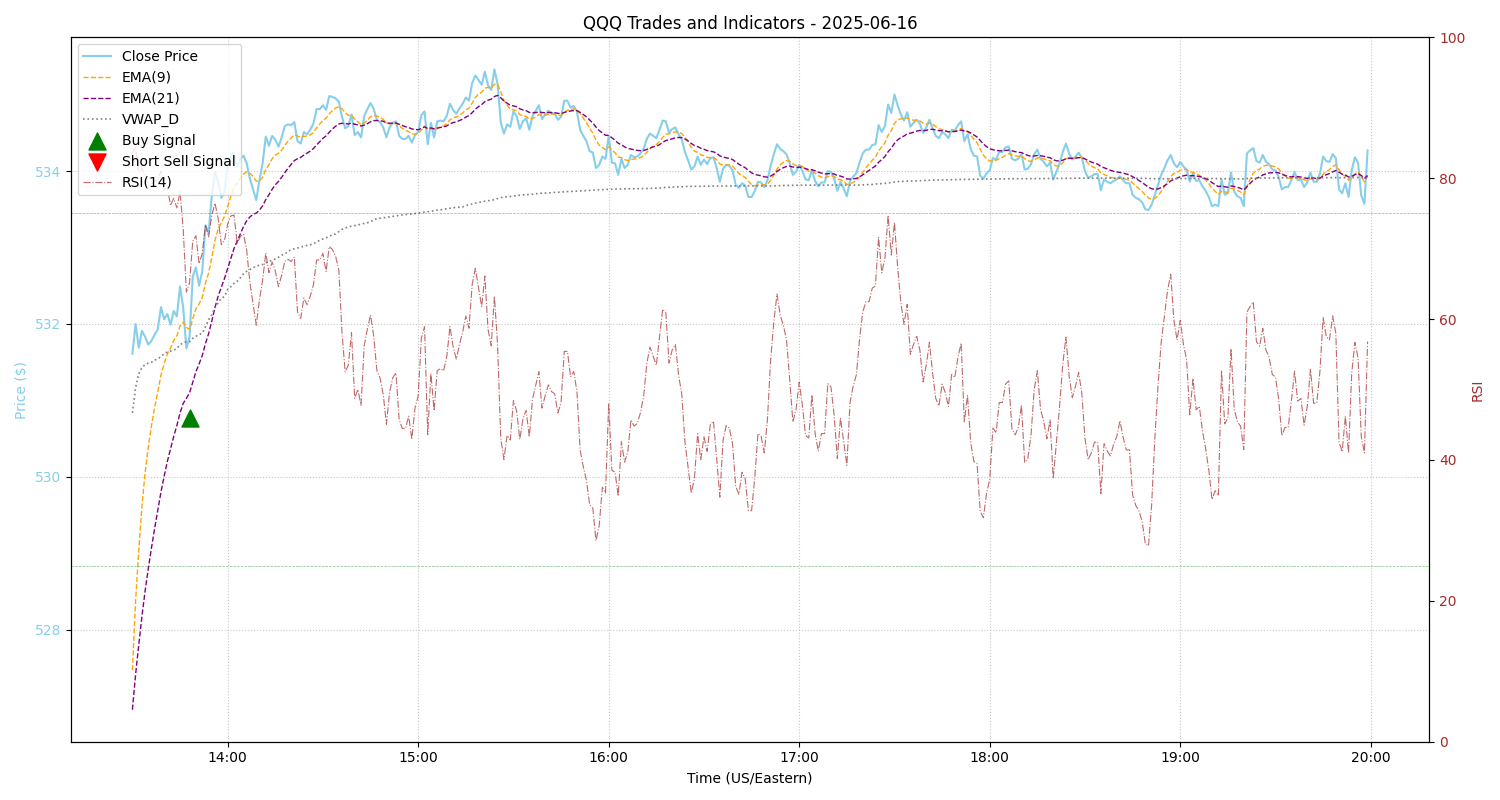 QQQ Trades and Indicators - 2025-06-16
Close Price
EMA(9)
EMA(21)
VWAP_D
Buy Signal
Short Sell Signal
RSI(14)
Price ($)
534
532
530
528
100
80
60
40
20
0
RSI
14:00 15:00 16:00 17:00 18:00 19:00 20:00
Time (US/Eastern)